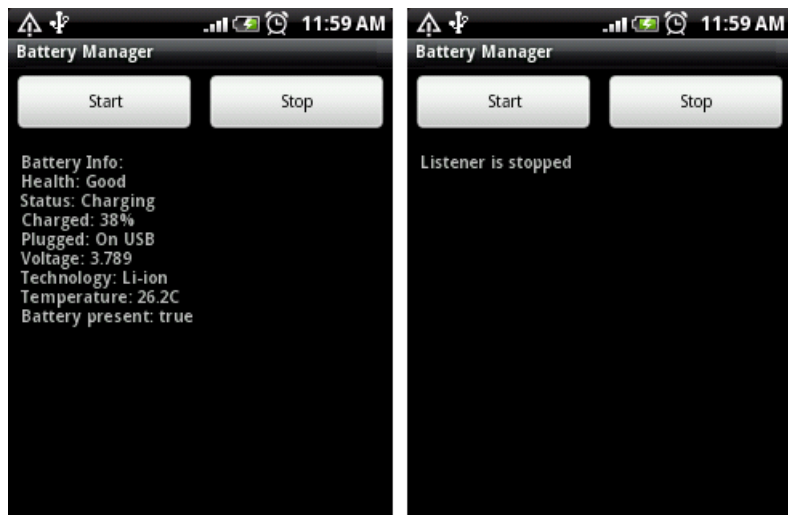 11:59 AM
Battery Manager
Start Stop
Battery Info:
Health: Good
Status: Charging
Charged: 38%
Plugged: On USB
Voltage: 3.789
Technology: Li-ion
Temperature: 26.2C
Battery present: true
11:59 AM
Battery Manager
Start Stop
Listener is stopped